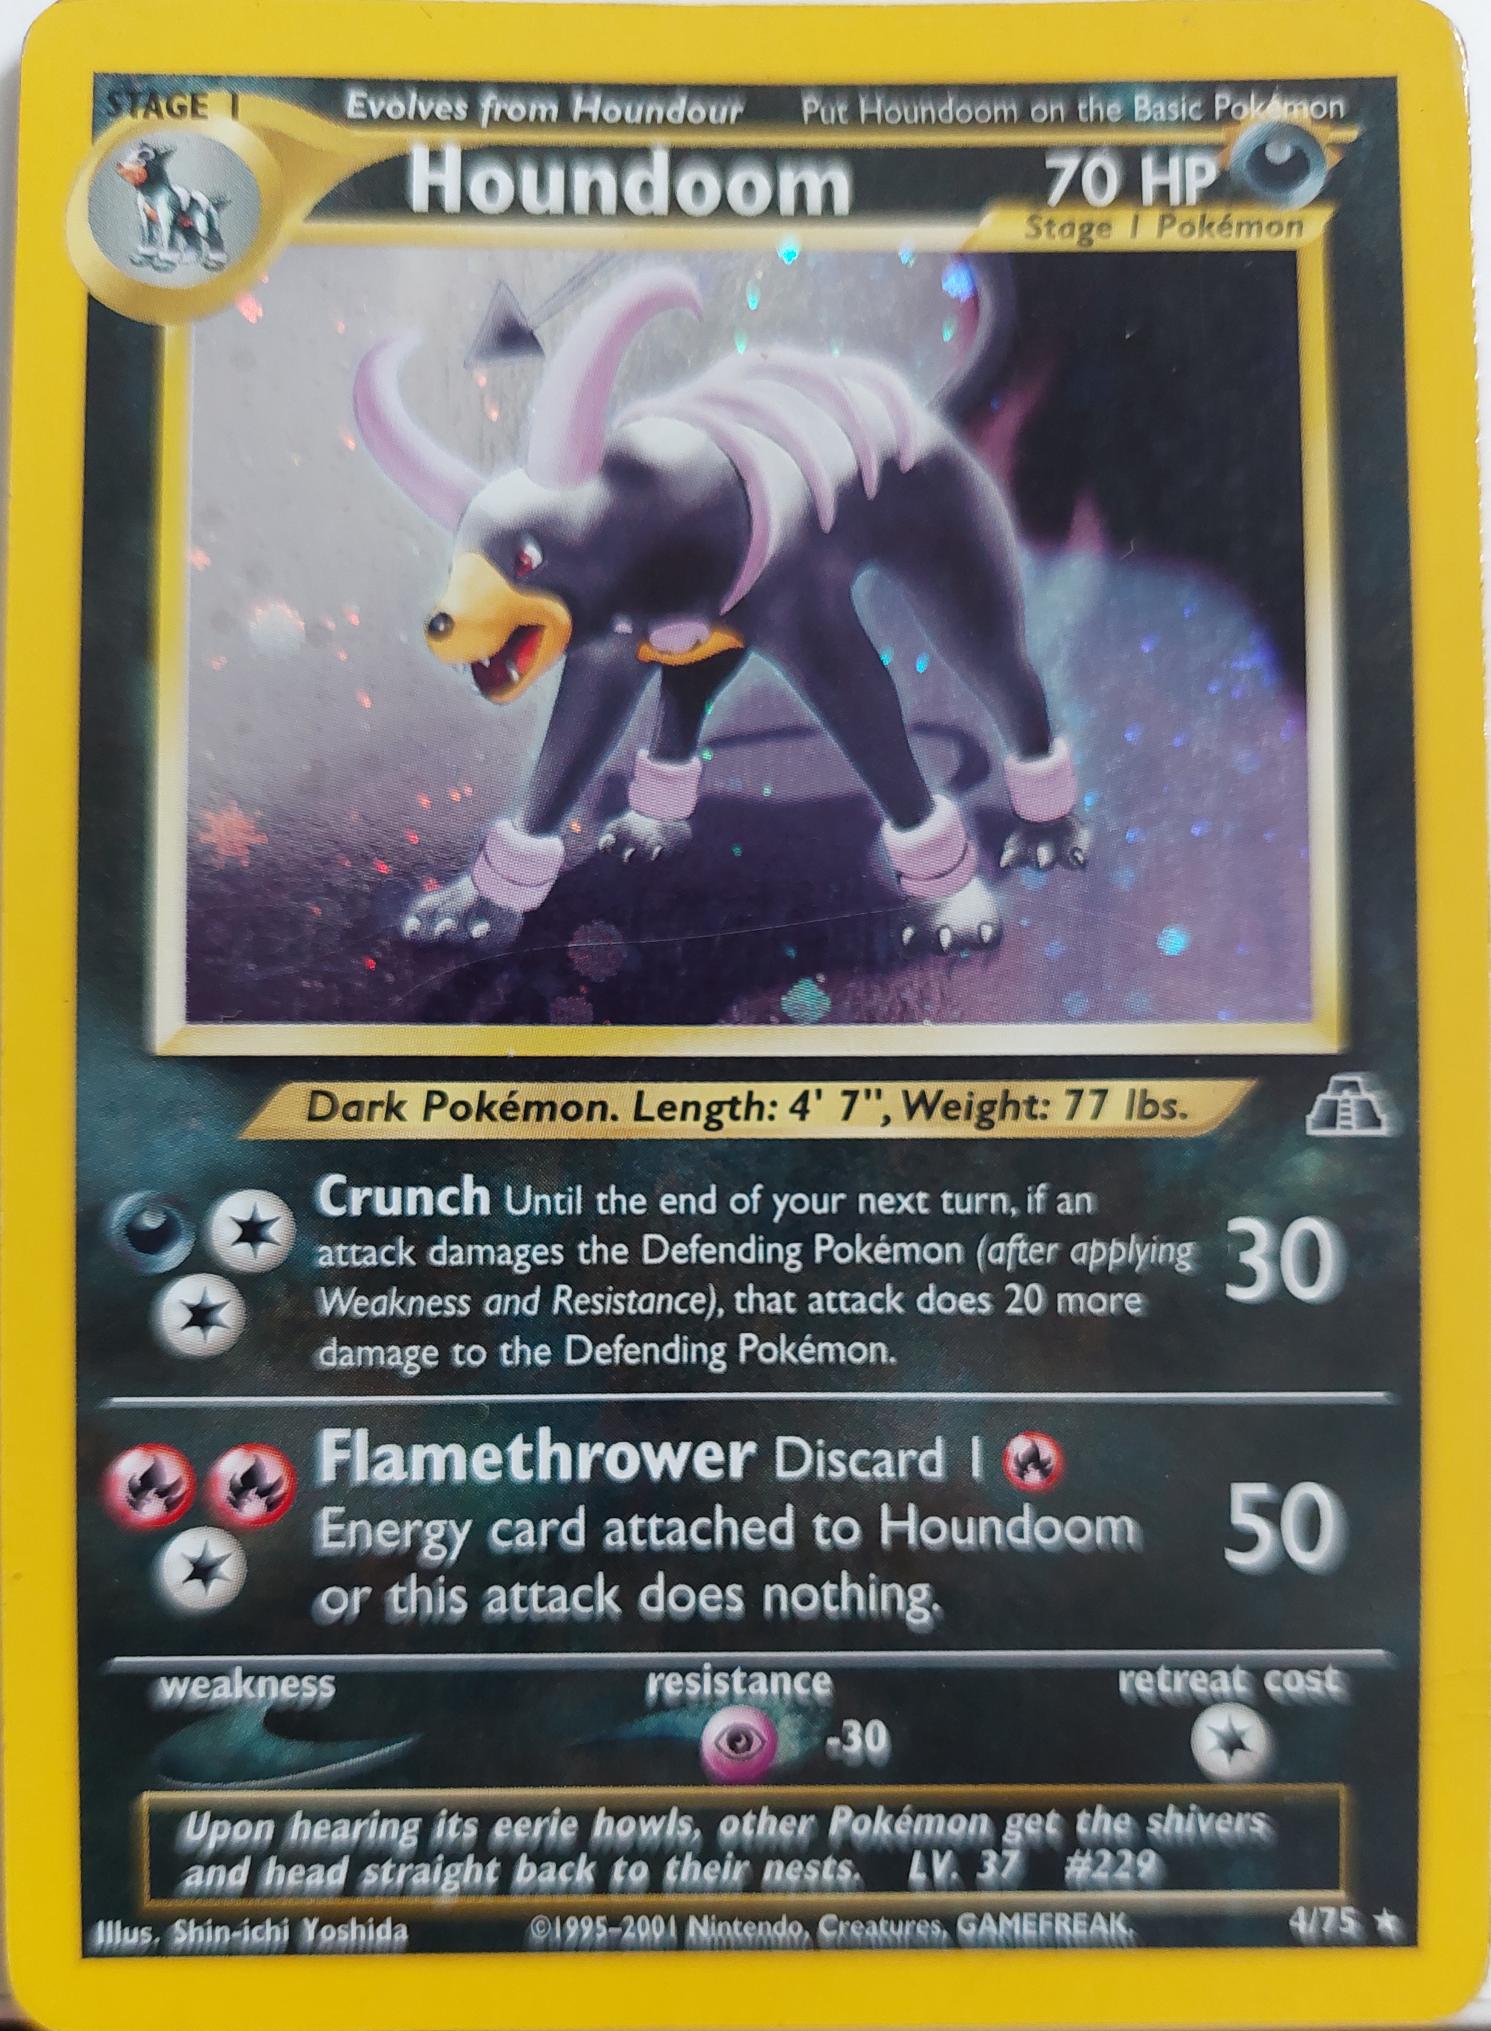 STAGE 1 Evolves from Houndour Put Houndoom on the Basic Pokémon
Houndoom 70 HP
Stage 1 Pokémon
Dark Pokémon. Length: 4' 7", Weight: 77 lbs.
Crunch Until the end of your next turn, if an
attack damages the Defending Pokémon (after applying
Weakness and Resistance), that attack does 20 more
damage to the Defending Pokémon.
30
Flamethrower Discard 1
Energy card attached to Houndoom
or this attack does nothing.
50
weakness resistance retreat cost
-30
Upon hearing its eerie howls, other Pokémon get the shivers
and head straight back to their nests. LV. 37 #229
Illus. Shin-ichi Yoshida ©1995–2001 Nintendo, Creatures, GAMEFREAK. 4/75 ★